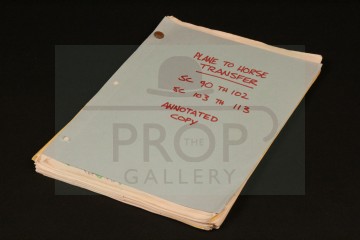 PLANE TO HORSE
TRANSFER
SC 90 TH 102
SC 103 TH 113
ANNOTATED
COPY
THE
PROP
GALLERY